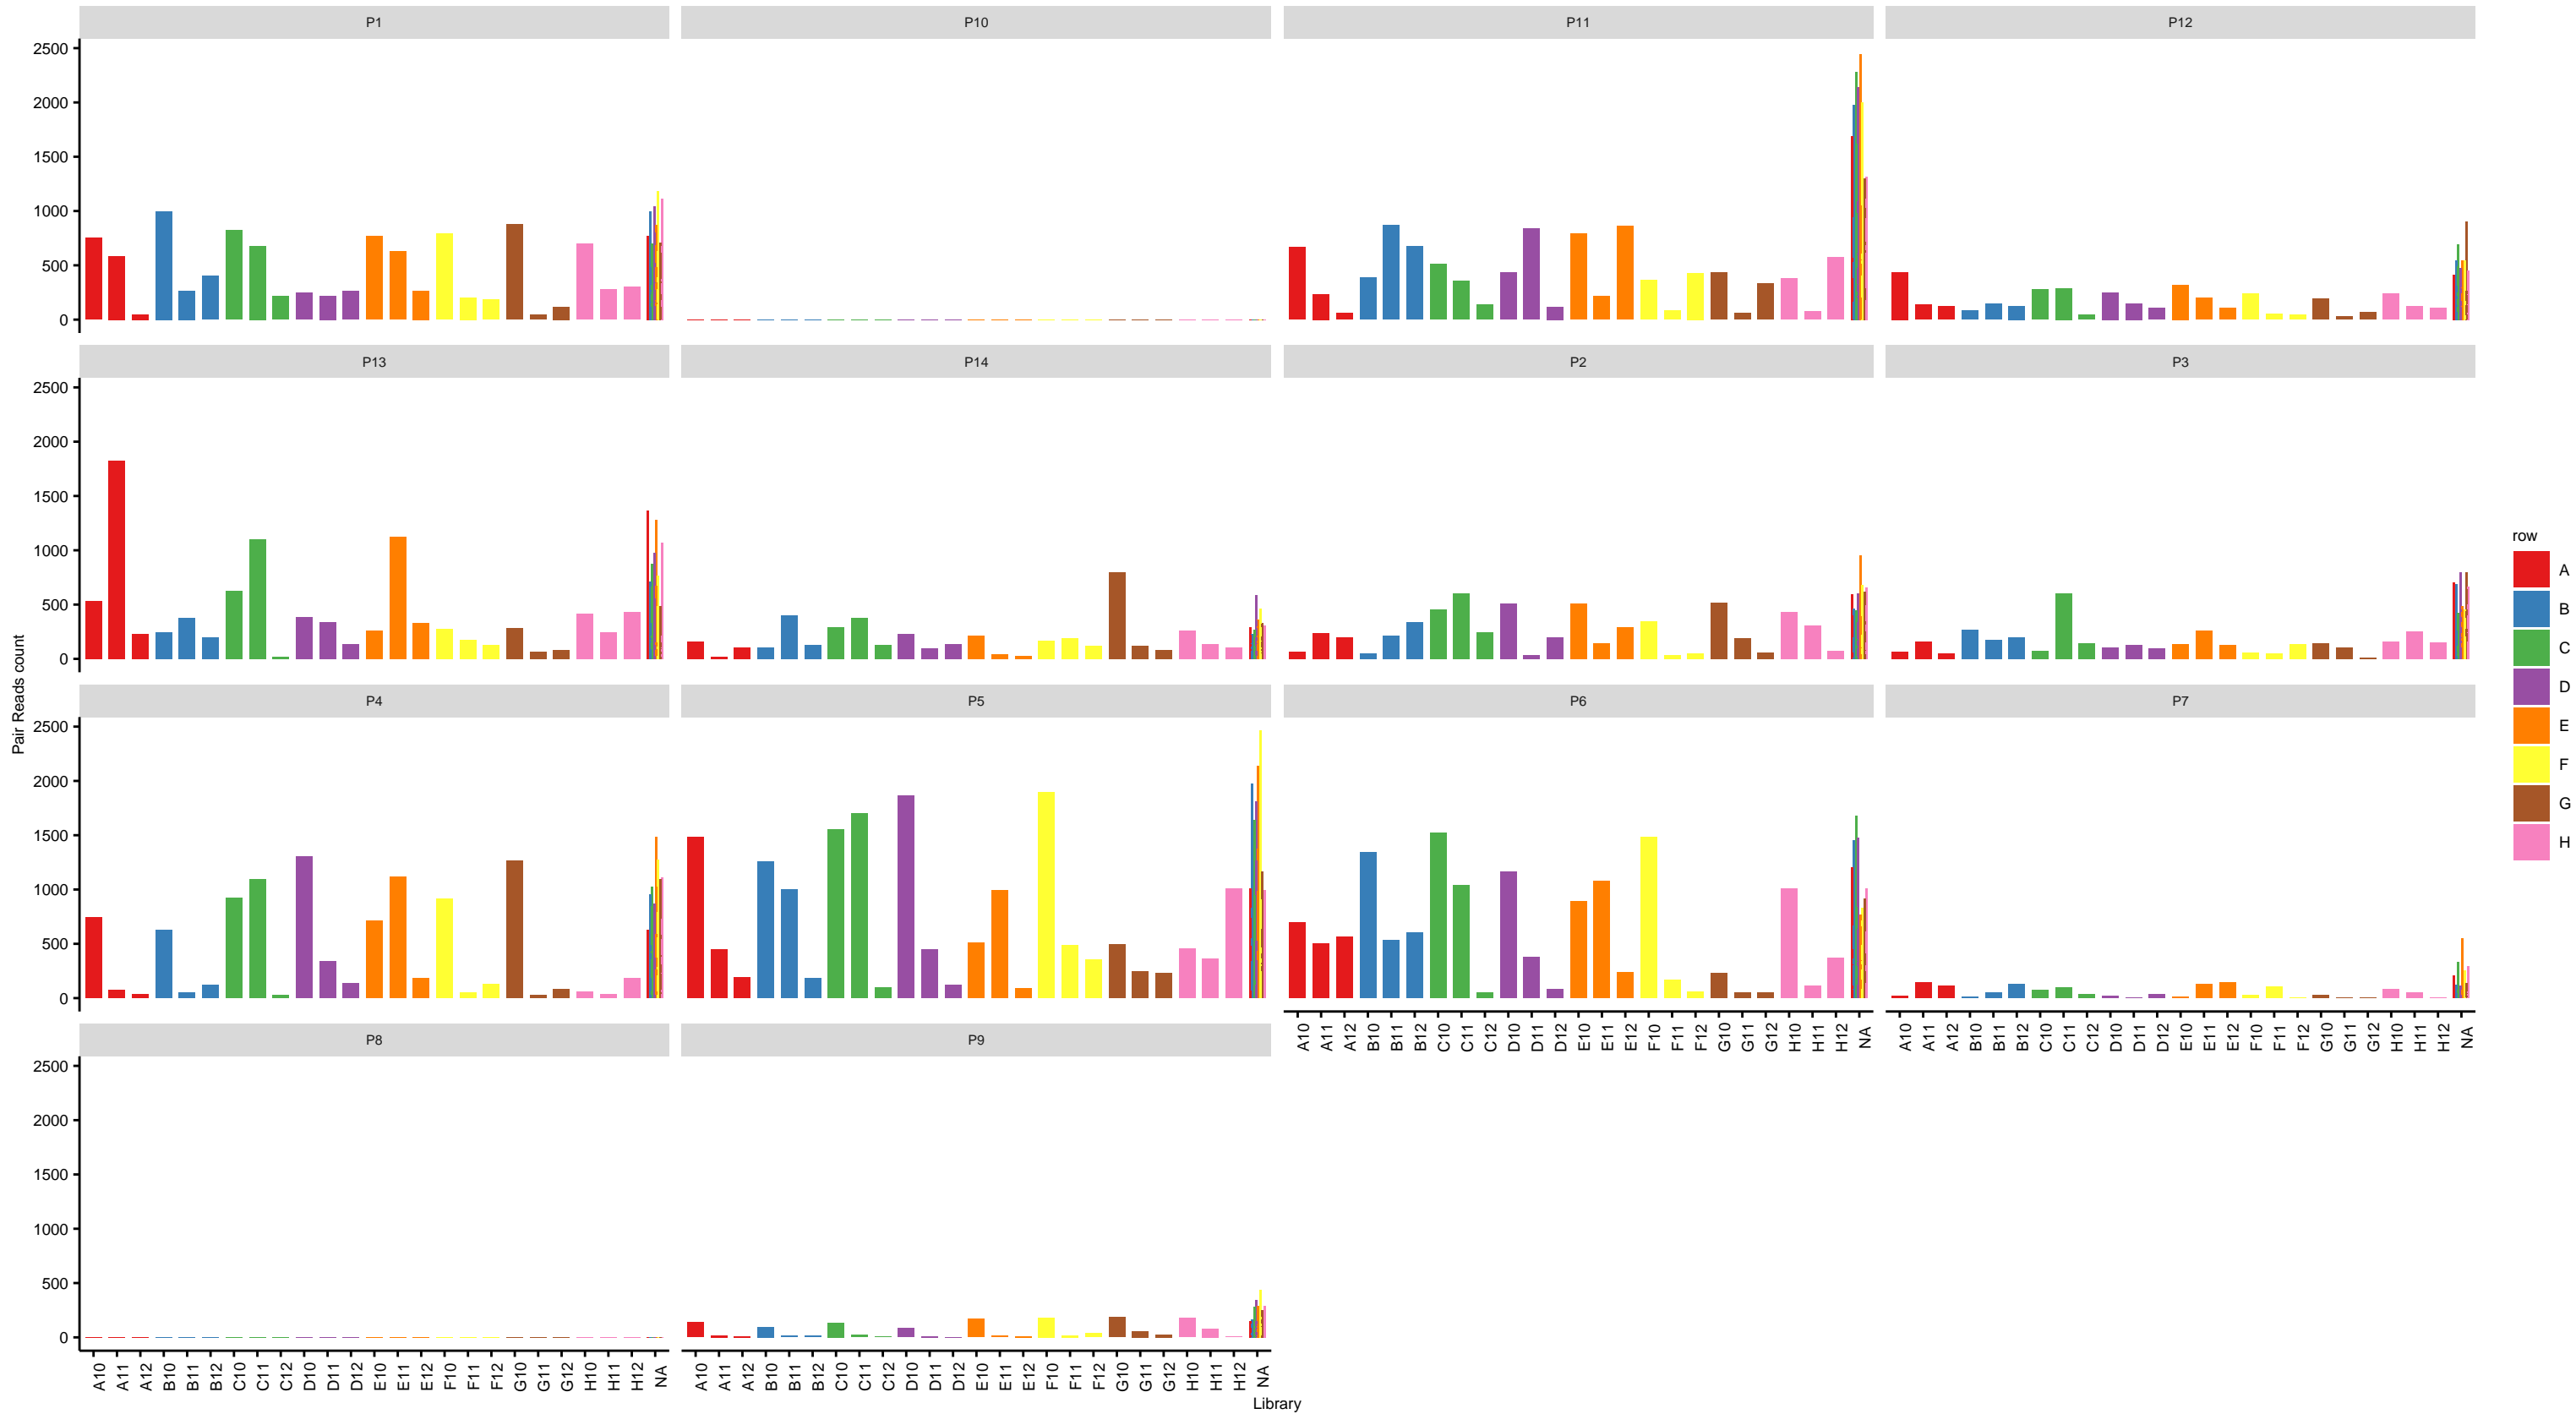 P1 P10 P11 P12
2500
2000
1500
1000
500
0
P13 P14 P2 P3
2500
2000
1500
1000
500
0
P4 P5 P6 P7
2500
2000
1500
1000
500
0
A10 A11 A12 B10 B11 B12 C10 C11 C12 D10 D11 D12 E10 E11 E12 F10 F11 F12 G10 G11 G12 H10 H11 H12 NA
A10 A11 A12 B10 B11 B12 C10 C11 C12 D10 D11 D12 E10 E11 E12 F10 F11 F12 G10 G11 G12 H10 H11 H12 NA
P8 P9
2500
2000
1500
1000
500
0
A10 A11 A12 B10 B11 B12 C10 C11 C12 D10 D11 D12 E10 E11 E12 F10 F11 F12 G10 G11 G12 H10 H11 H12 NA
A10 A11 A12 B10 B11 B12 C10 C11 C12 D10 D11 D12 E10 E11 E12 F10 F11 F12 G10 G11 G12 H10 H11 H12 NA
Library
Pair Reads count
row
A
B
C
D
E
F
G
H